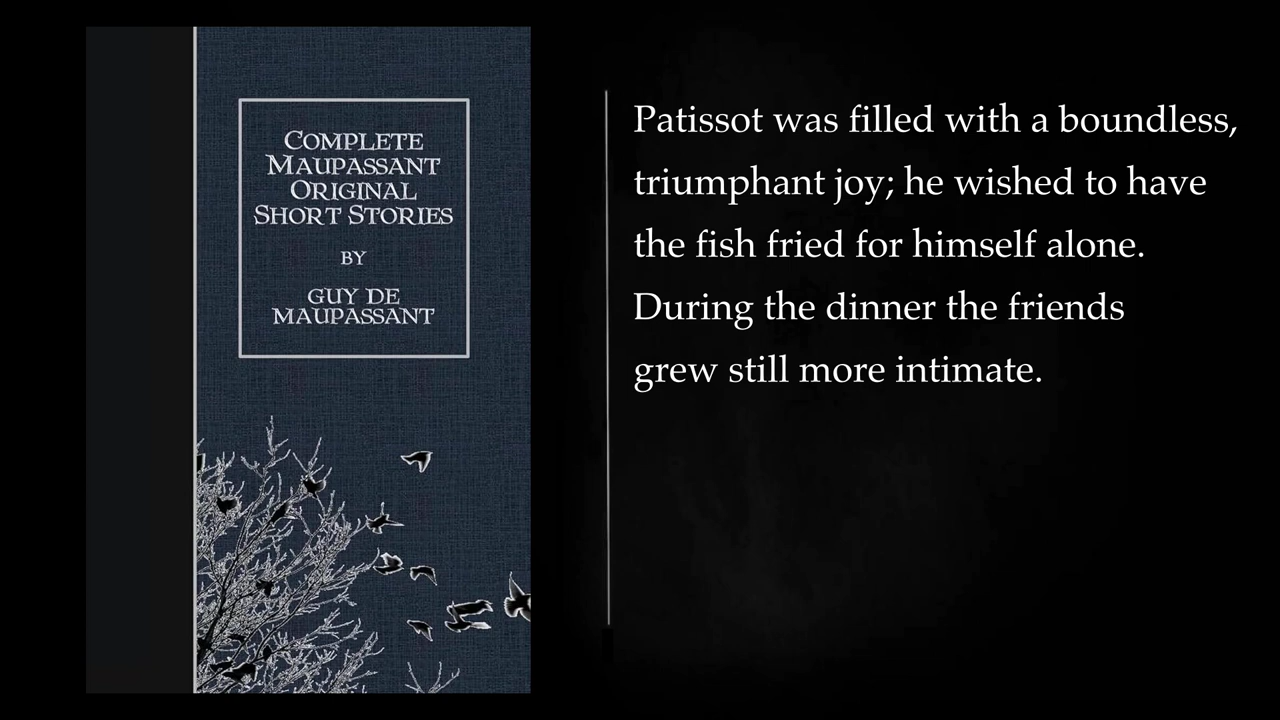 COMPLETE
MAUPASSANT
ORIGINAL
SHORT STORIES
BY
GUY DE
MAUPASSANT
Patissot was filled with a boundless,
triumphant joy; he wished to have
the fish fried for himself alone.
During the dinner the friends
grew still more intimate.